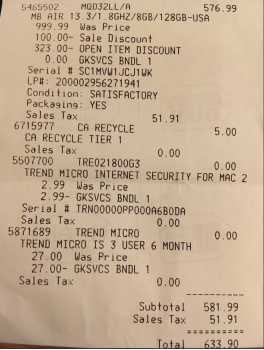 5465502 MQD32LL/A 576.99
MB AIR 13.3/1.8GHZ/8GB/128GB-USA
999.99 Was Price
100.00- Sale Discount
323.00- OPEN ITEM DISCOUNT
0.00 GKSVCS BNDL 1
Serial # SC1MVW1JCJ1WK
LP#: 200002956271941
Condition: SATISFACTORY
Packaging: YES
Sales Tax 51.91
6715977 CA RECYCLE 5.00
CA RECYCLE TIER 1
Sales Tax 0.00
5507700 TRE02180063 0.00
TREND MICRO INTERNET SECURITY FOR MAC 2
2.99 Was Price
2.99- GKSVCS BNDL 1
Serial # TRN00000PP000A6B0DA
Sales Tax 0.00
5871689 TREND MICRO 0.00
TREND MICRO IS 3 USER 6 MONTH
27.00 Was Price
27.00- GKSVCS BNDL 1
Sales Tax 0.00
Subtotal 581.99
Sales Tax 51.91
Total 633.90